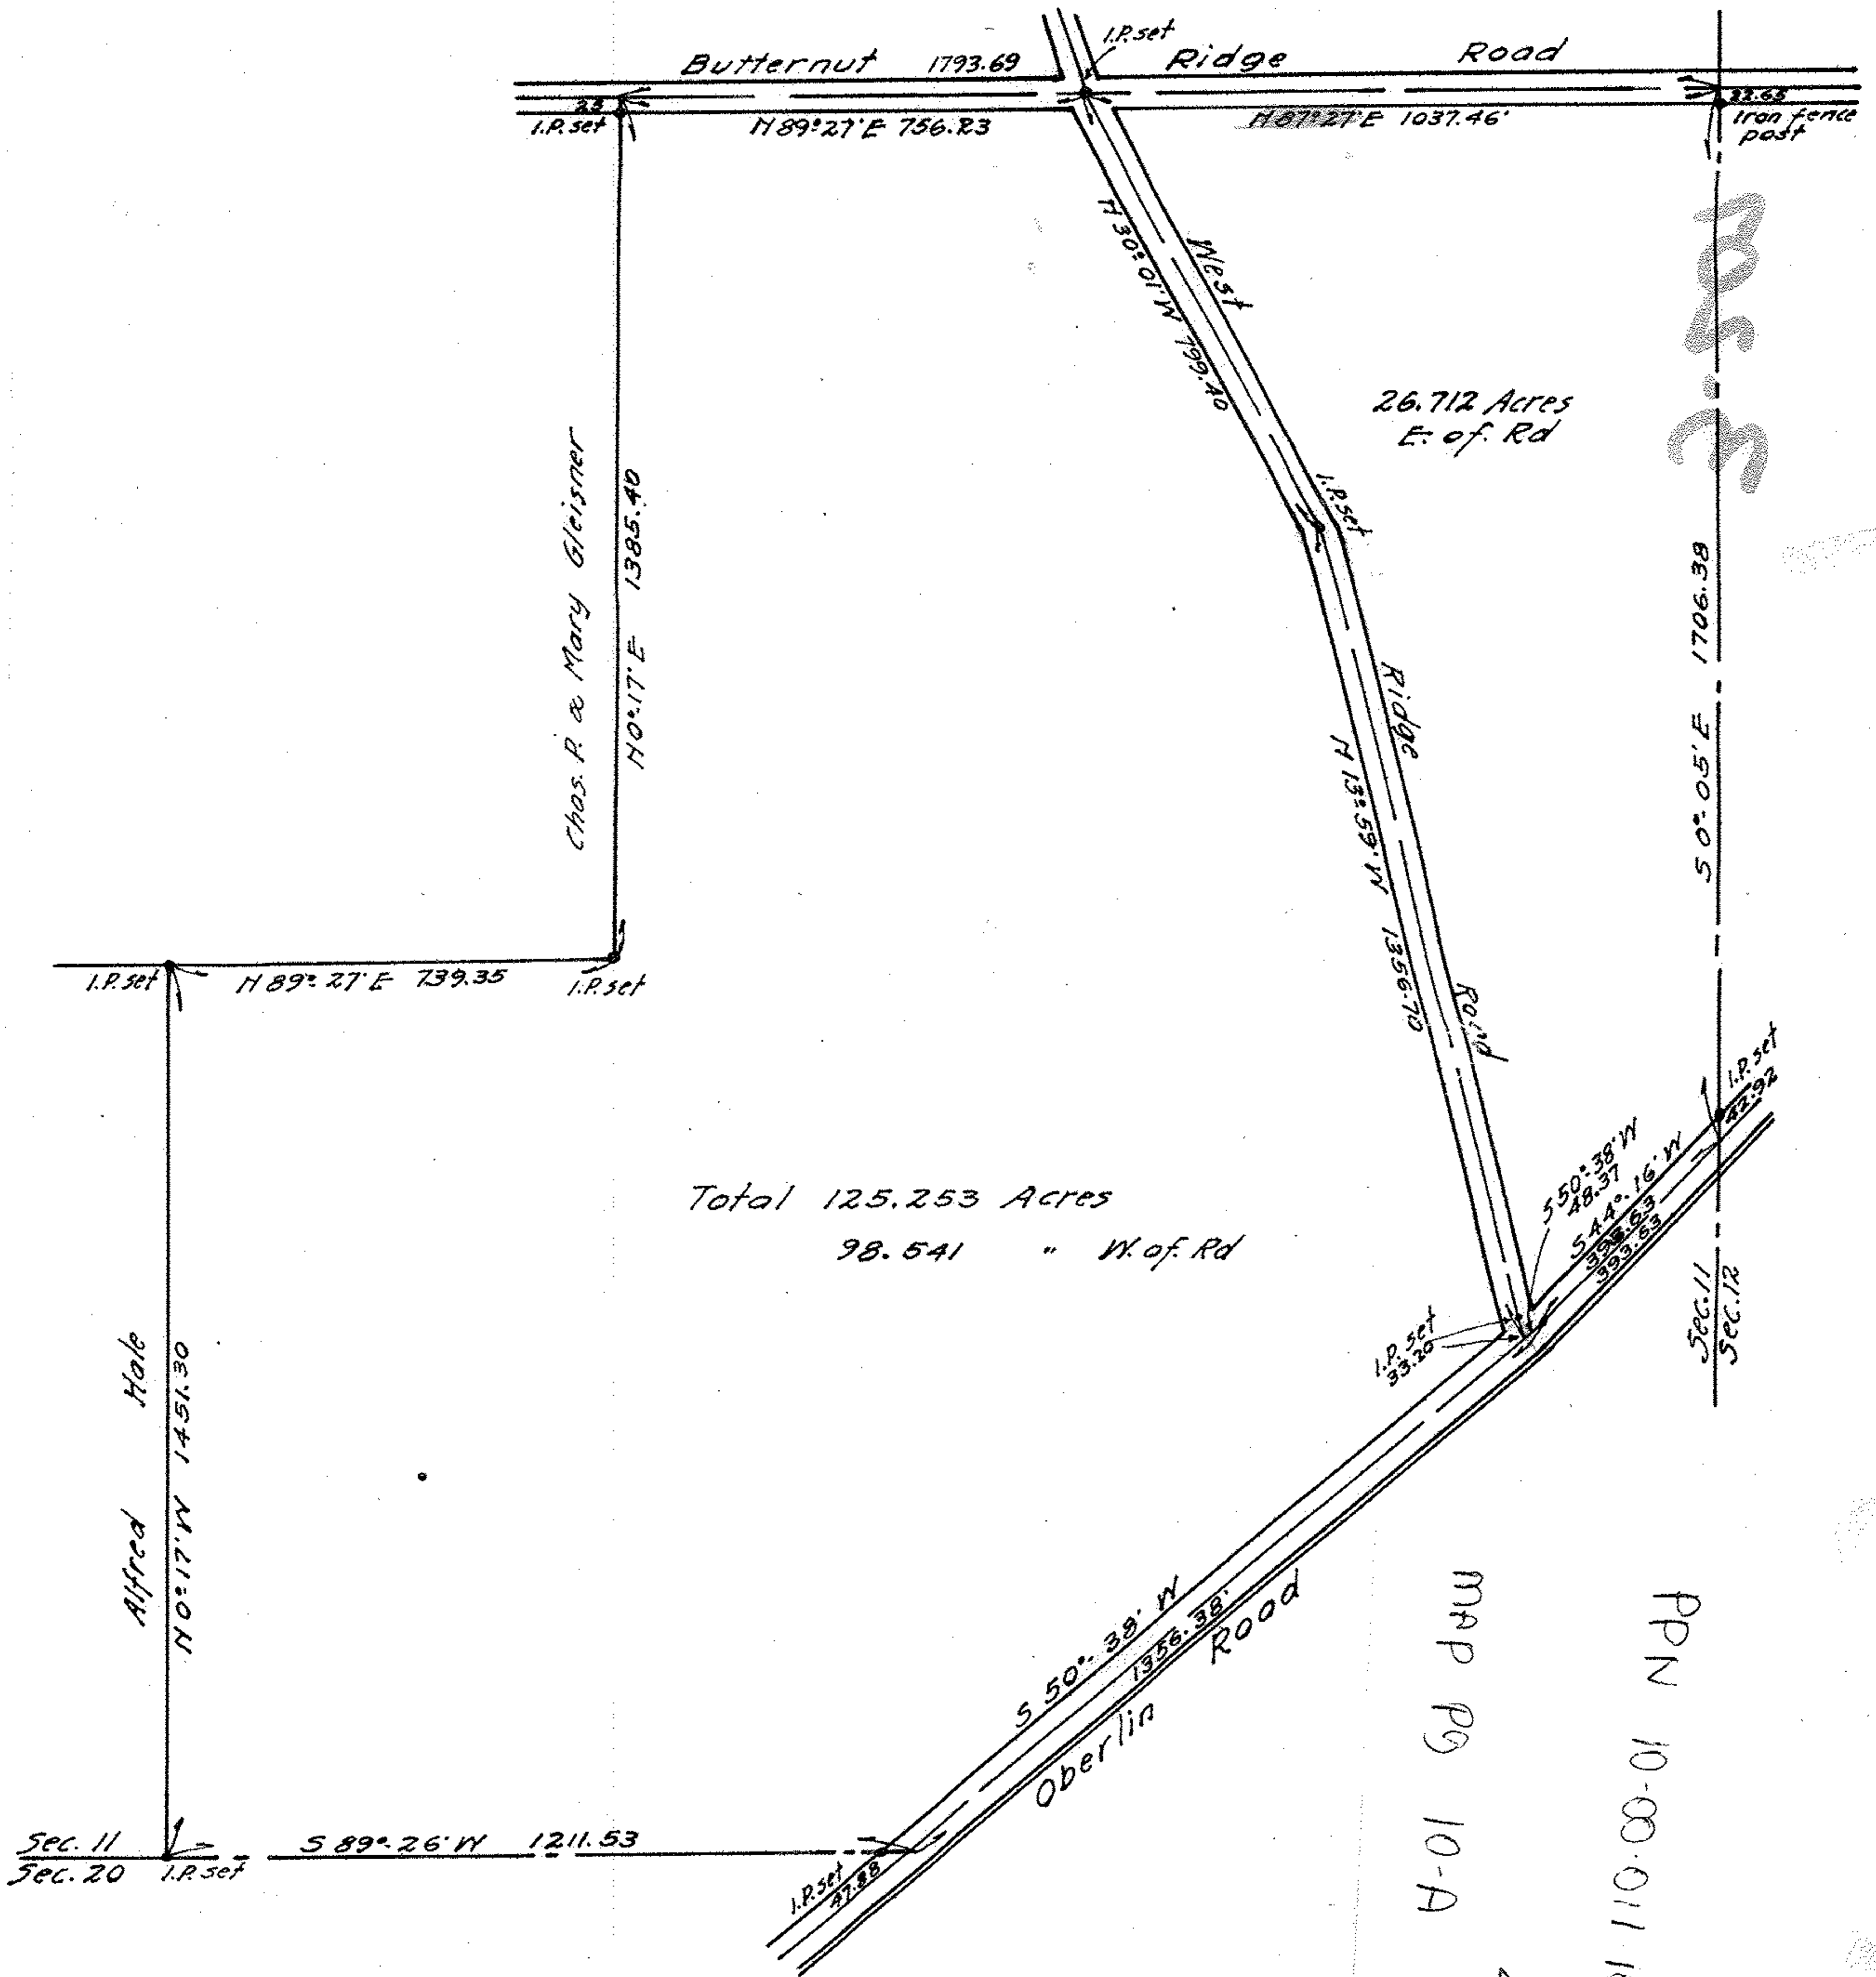 Butternut 1793.69 Ridge Road
I.P. set
25
I.P. set
N 89°27' E 756.23
N 87°27' E 1037.46'
22.65
Iron fence
post
N 30°01' W 799.40
West
26.712 Acres
E. of. Rd
I.P. set
Chas. P. & Mary Gleisner
N 0°-17' E 1385.40
Ridge
N 13°-59' W 1356.70
Road
S 0°-05' E 1706.38
I.P. set
N 89°-27' E 739.35
I.P. set
I.P. set
42.92
S 50°-38' W
48.37
S 44°-16' W
393.63
393.63
Total 125.253 Acres
98.541 " W. of. Rd
I.P. set
33.20
Sec. 11
Sec. 12
Alfred Hale
N 0°-17' W 1451.30
S 50°-38' W
1356.38'
Oberlin Road
Sec. 11
Sec. 20
I.P. set
S 89°-26' W 1211.53
I.P. set
47.88
PPN 10-00-011
MAP PG 10-A